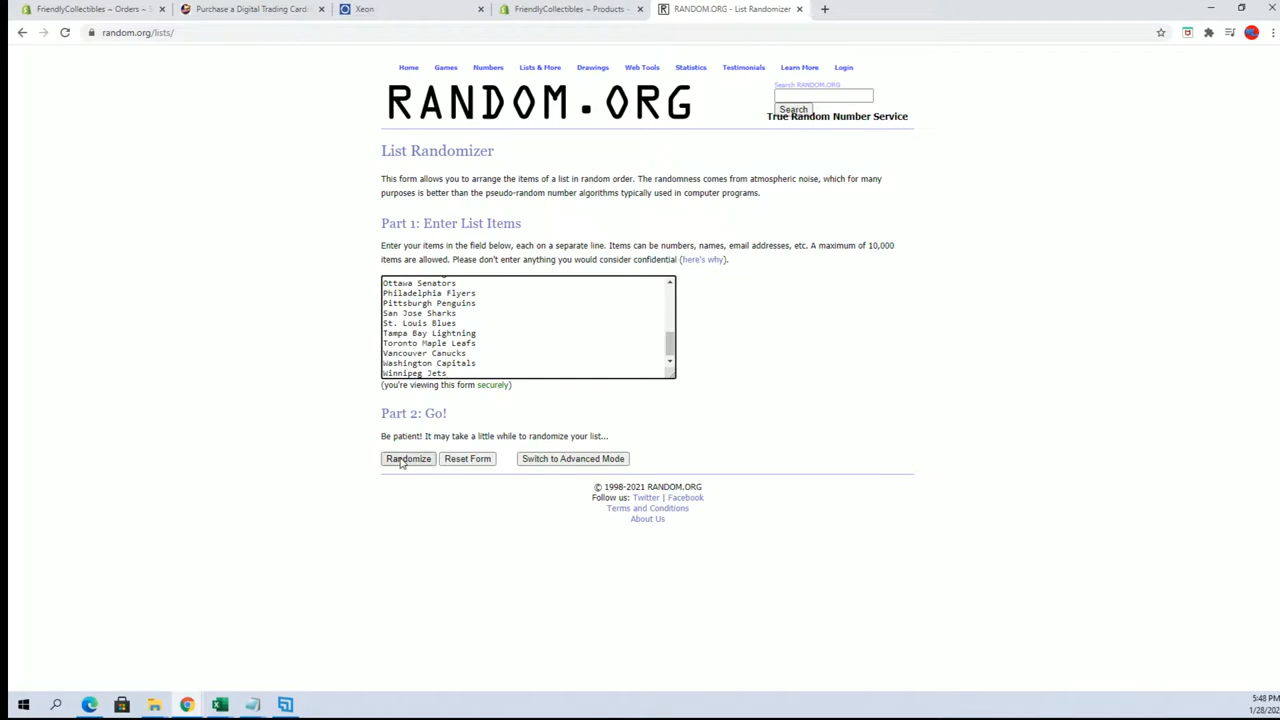 FriendlyCollectibles ~ Orders ~ S
Purchase a Digital Trading Card
Xeon
FriendlyCollectibles ~ Products ~
RANDOM.ORG - List Randomizer
random.org/lists/
Home Games Numbers Lists & More Drawings Web Tools Statistics Testimonials Learn More Login
RANDOM.ORG
Search RANDOM.ORG
Search
True Random Number Service
List Randomizer
This form allows you to arrange the items of a list in random order. The randomness comes from atmospheric noise, which for many
purposes is better than the pseudo-random number algorithms typically used in computer programs.
Part 1: Enter List Items
Enter your items in the field below, each on a separate line. Items can be numbers, names, email addresses, etc. A maximum of 10,000
items are allowed. Please don't enter anything you would consider confidential (here's why).
Ottawa Senators
Philadelphia Flyers
Pittsburgh Penguins
San Jose Sharks
St. Louis Blues
Tampa Bay Lightning
Toronto Maple Leafs
Vancouver Canucks
Washington Capitals
Winnipeg Jets
(you're viewing this form securely)
Part 2: Go!
Be patient! It may take a little while to randomize your list...
Randomize Reset Form Switch to Advanced Mode
© 1998-2021 RANDOM.ORG
Follow us: Twitter | Facebook
Terms and Conditions
About Us
5:48 PM
1/28/202